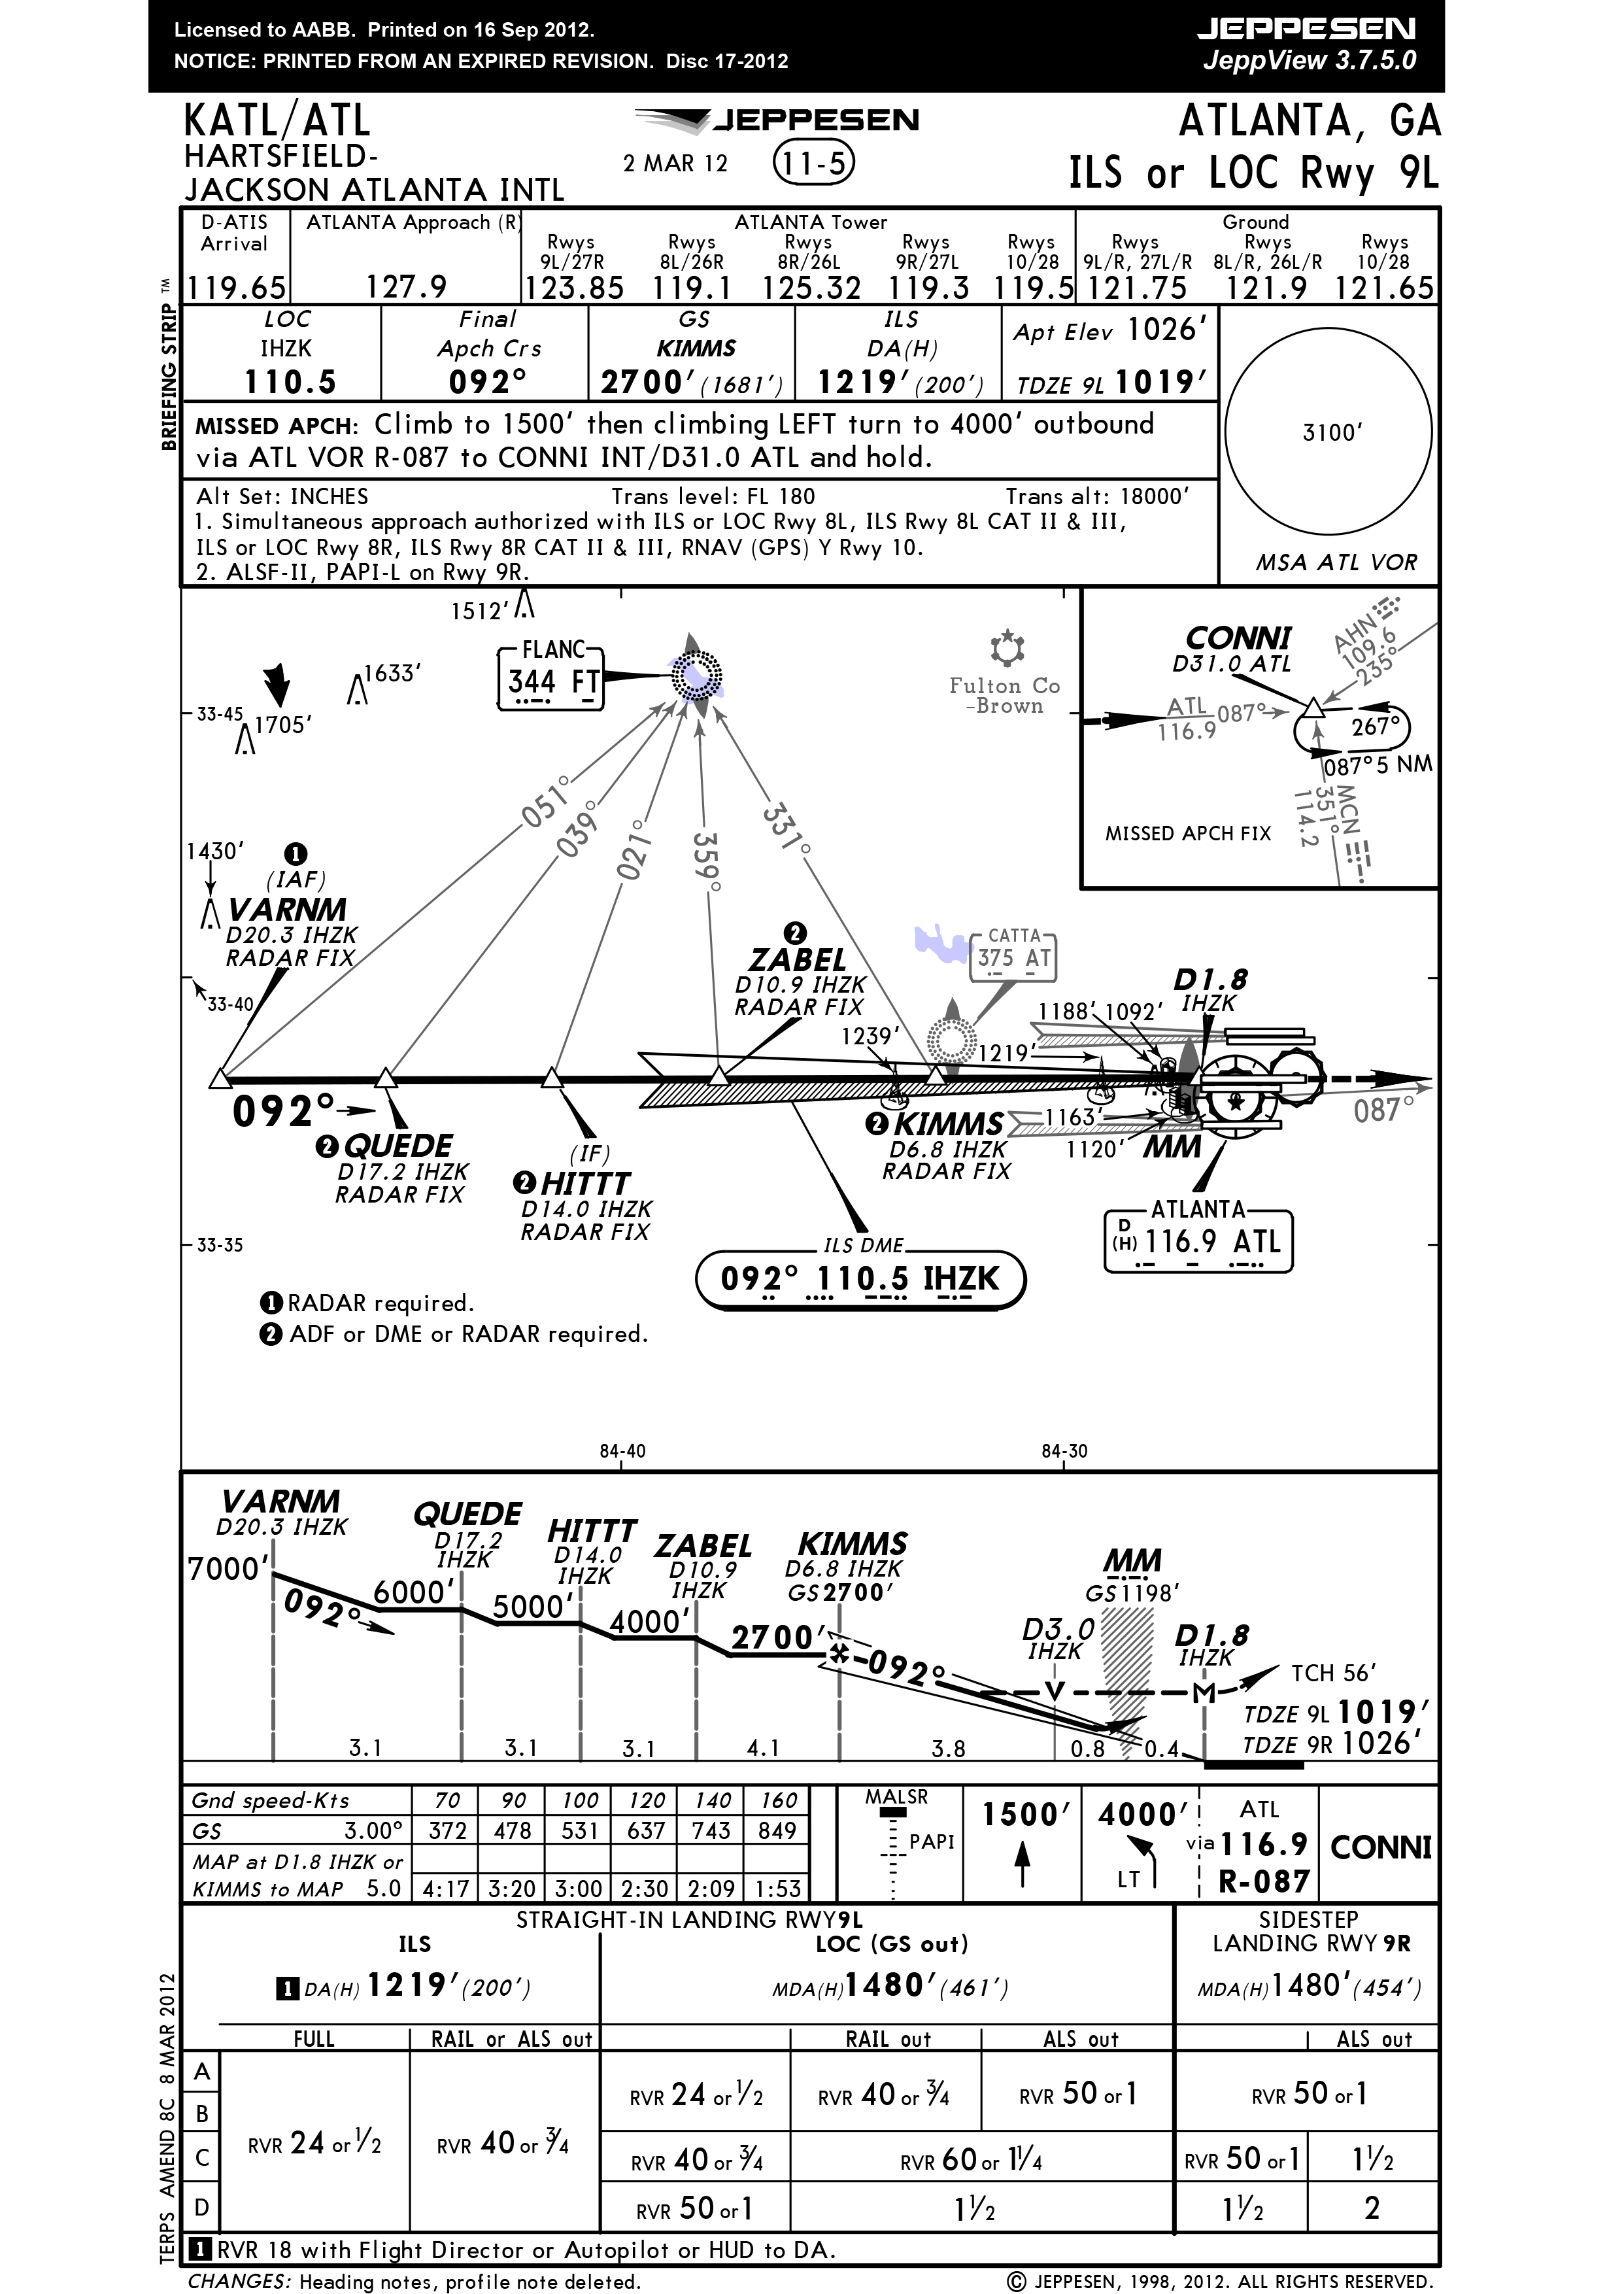 Licensed to AABB. Printed on 16 Sep 2012.
NOTICE: PRINTED FROM AN EXPIRED REVISION. Disc 17-2012
JEPPESEN
JeppView 3.7.5.0
KATL/ATL
HARTSFIELD-
JACKSON ATLANTA INTL
JEPPESEN
2 MAR 12 11-5
ATLANTA, GA
ILS or LOC Rwy 9L
BRIEFING STRIP ™
D-ATIS Arrival
119.65
ATLANTA Approach (R)
127.9
ATLANTA Tower
Rwys 9L/27R Rwys 8L/26R Rwys 8R/26L Rwys 9R/27L Rwys 10/28
123.85 119.1 125.32 119.3 119.5
Ground
Rwys 9L/R, 27L/R Rwys 8L/R, 26L/R Rwys 10/28
121.75 121.9 121.65
LOC
IHZK
110.5
Final
Apch Crs
092°
GS
KIMMS
2700' (1681')
ILS
DA(H)
1219' (200')
Apt Elev 1026'
TDZE 9L 1019'
MISSED APCH: Climb to 1500' then climbing LEFT turn to 4000' outbound
via ATL VOR R-087 to CONNI INT/D31.0 ATL and hold.
3100'
MSA ATL VOR
Alt Set: INCHES Trans level: FL 180 Trans alt: 18000'
1. Simultaneous approach authorized with ILS or LOC Rwy 8L, ILS Rwy 8L CAT II & III,
ILS or LOC Rwy 8R, ILS Rwy 8R CAT II & III, RNAV (GPS) Y Rwy 10.
2. ALSF-II, PAPI-L on Rwy 9R.
1512'
FLANC
344 FT
1633'
33-45
1705'
Fulton Co
-Brown
CONNI
D31.0 ATL
AHN
109.6
235°
ATL
116.9
087°
267°
087° 5 NM
MCN
351°
114.2
MISSED APCH FIX
051°
039°
021°
359°
331°
1430'
1
(IAF)
VARNM
D20.3 IHZK
RADAR FIX
33-40
2
ZABEL
D10.9 IHZK
RADAR FIX
CATTA
375 AT
D1.8
IHZK
1239'
1219'
1188'
1092'
092°
2 QUEDE
D17.2 IHZK
RADAR FIX
(IF)
2 HITTT
D14.0 IHZK
RADAR FIX
2 KIMMS
D6.8 IHZK
RADAR FIX
1163'
1120'
MM
087°
ATLANTA
D
(H) 116.9 ATL
33-35
ILS DME
092° 110.5 IHZK
1 RADAR required.
2 ADF or DME or RADAR required.
84-40
84-30
VARNM
D20.3 IHZK
QUEDE
D17.2
IHZK
HITTT
D14.0
IHZK
ZABEL
D10.9
IHZK
KIMMS
D6.8 IHZK
GS 2700'
MM
GS 1198'
D3.0
IHZK
D1.8
IHZK
7000'
092°
6000'
5000'
4000'
2700'
092°
V
M
TCH 56'
TDZE 9L 1019'
TDZE 9R 1026'
3.1 3.1 3.1 4.1 3.8 0.8 0.4
Gnd speed-Kts 70 90 100 120 140 160
GS 3.00° 372 478 531 637 743 849
MAP at D1.8 IHZK or
KIMMS to MAP 5.0 4:17 3:20 3:00 2:30 2:09 1:53
MALSR
PAPI
1500'
4000'
LT
ATL
via 116.9
R-087
CONNI
STRAIGHT-IN LANDING RWY 9L
ILS
1 DA(H) 1219' (200')
LOC (GS out)
MDA(H) 1480' (461')
SIDESTEP
LANDING RWY 9R
MDA(H) 1480' (454')
FULL RAIL or ALS out RAIL out ALS out ALS out
A
B
C
D
RVR 24 or 1/2
RVR 40 or 3/4
RVR 24 or 1/2 RVR 40 or 3/4 RVR 50 or 1 RVR 50 or 1
RVR 40 or 3/4 RVR 60 or 1 1/4 RVR 50 or 1 1 1/2
RVR 50 or 1 1 1/2 1 1/2 2
1 RVR 18 with Flight Director or Autopilot or HUD to DA.
TERPS AMEND 8C 8 MAR 2012
CHANGES: Heading notes, profile note deleted.
© JEPPESEN, 1998, 2012. ALL RIGHTS RESERVED.